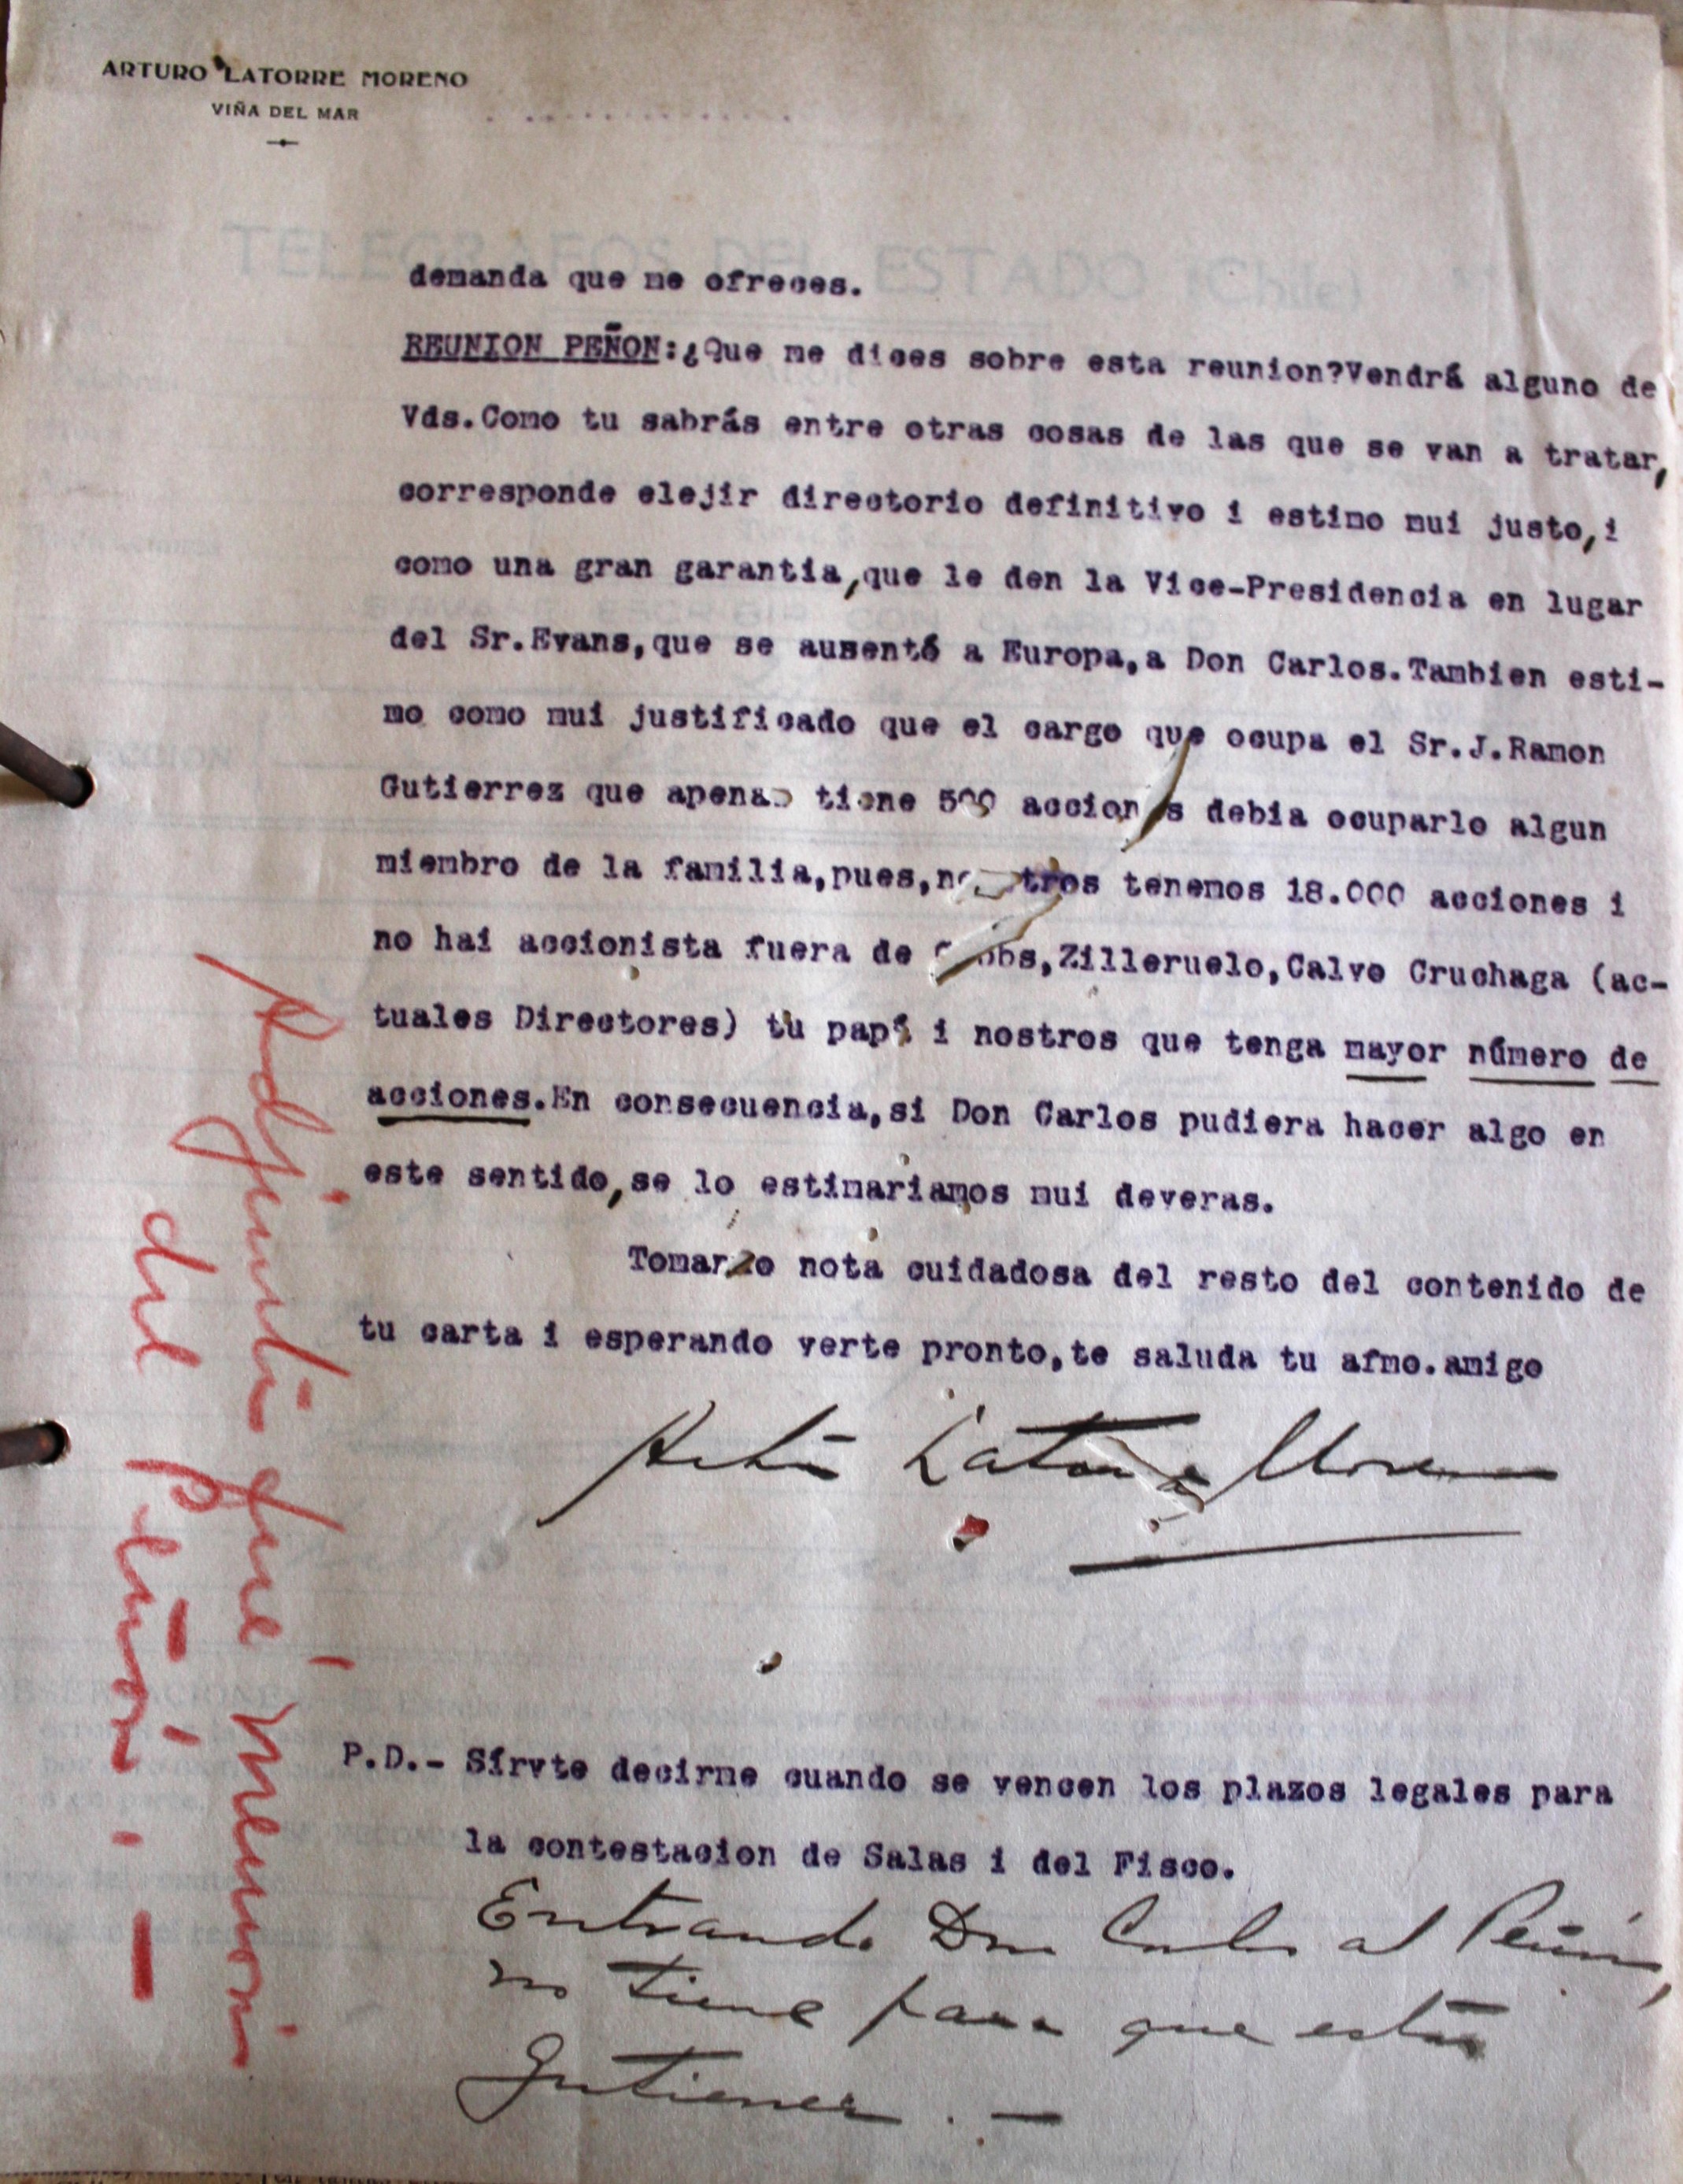 ARTURO LATORRE MORENO
VIÑA DEL MAR
TELEGRAFOS DEL ESTADO (Chile)
demanda que me ofreces.
REUNION PEÑON:¿Que me dices sobre esta reunion?Vendrá alguno de
Vds.Como tu sabrás entre otras cosas de las que se van a tratar,
corresponde elejir directorio definitivo i estimo mui justo,i
como una gran garantia,que le den la Vice-Presidencia en lugar
del Sr.Evans,que se ausentó a Europa,a Don Carlos.Tambien esti-
mo como mui justificado que el cargo que ocupa el Sr.J.Ramon
Gutierrez que apenas tiene 500 acciones debia ocuparlo algun
miembro de la familia,pues,nosotros tenemos 18.000 acciones i
no hai accionista fuera de Gibbs,Zilleruelo,Calvo Cruchaga (ac-
tuales Directores) tu papá i nostros que tenga mayor número de
acciones.En consecuencia,si Don Carlos pudiera hacer algo en
este sentido,se lo estimariamos mui deveras.
Tomando nota cuidadosa del resto del contenido de
tu carta i esperando verte pronto,te saluda tu afmo.amigo
Arturo Latorre Moreno
P.D.- Sírvte decirme cuando se vencen los plazos legales para
la contestacion de Salas i del Fisco.
Entrando Don Carlos al Peñón,
no tiene para que estar
Gutierrez.—
Adjunto fué memoria
del Peñón.—